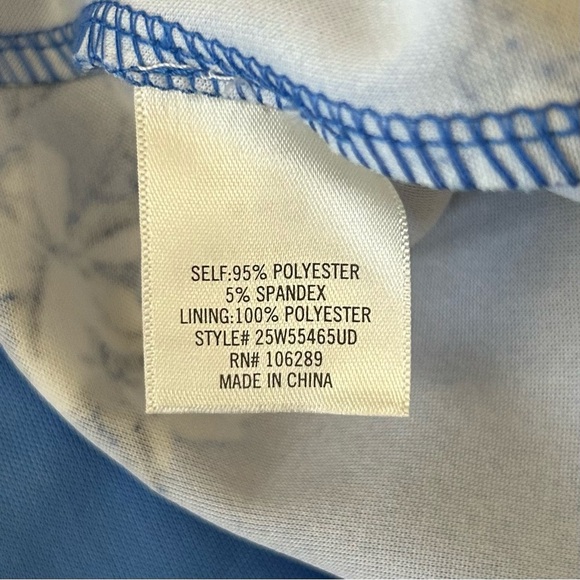 SELF:95% POLYESTER
5% SPANDEX
LINING:100% POLYESTER
STYLE# 25W55465UD
RN# 106289
MADE IN CHINA